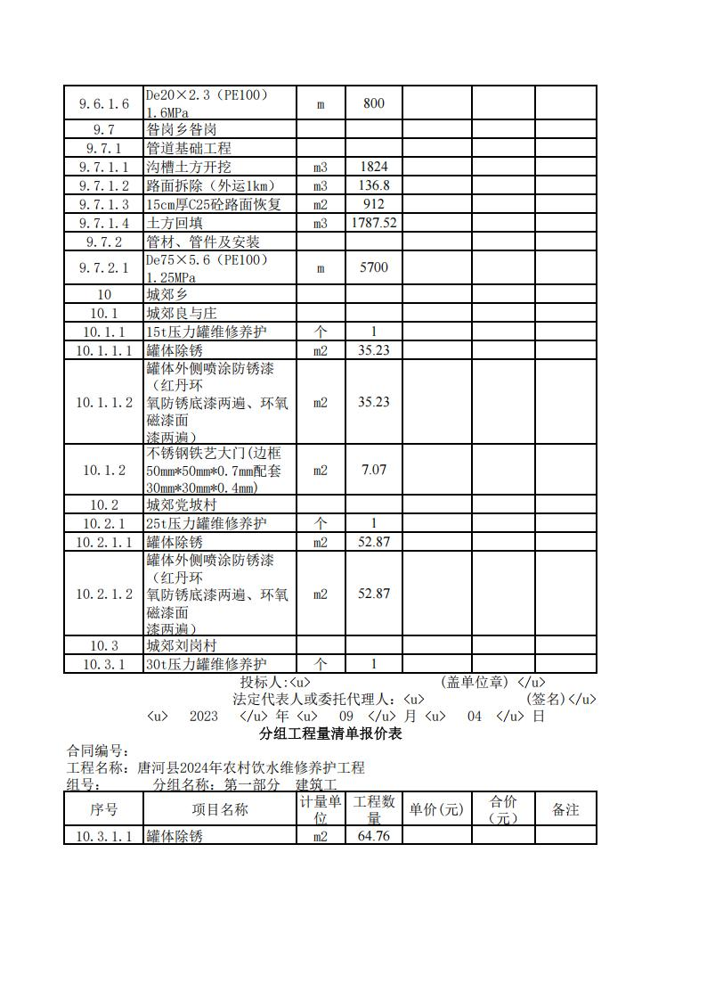 9.6.1.6 De20×2.3（PE100） m 800
1.6MPa
9.7 昝岗乡昝岗
9.7.1 管道基础工程
9.7.1.1 沟槽土方开挖 m3 1824
9.7.1.2 路面拆除（外运1km） m3 136.8
9.7.1.3 15cm厚C25砼路面恢复 m2 912
9.7.1.4 土方回填 m3 1787.52
9.7.2 管材、管件及安装
9.7.2.1 De75×5.6（PE100） m 5700
1.25MPa
10 城郊乡
10.1 城郊良与庄
10.1.1 15t压力罐维修养护 个 1
10.1.1.1 罐体除锈 m2 35.23
罐体外侧喷涂防锈漆
（红丹环
10.1.1.2 氧防锈底漆两遍、环氧 m2 35.23
磁漆面
漆两遍）
不锈钢铁艺大门(边框
10.1.2 50mm*50mm*0.7mm配套 m2 7.07
30mm*30mm*0.4mm)
10.2 城郊党坡村
10.2.1 25t压力罐维修养护 个 1
10.2.1.1 罐体除锈 m2 52.87
罐体外侧喷涂防锈漆
（红丹环
10.2.1.2 氧防锈底漆两遍、环氧 m2 52.87
磁漆面
漆两遍）
10.3 城郊刘岗村
10.3.1 30t压力罐维修养护 个 1
投标人:<u> (盖单位章) </u>
法定代表人或委托代理人: <u> (签名)</u>
<u> 2023 </u> 年 <u> 09 </u> 月 <u> 04 </u> 日
分组工程量清单报价表
合同编号:
工程名称: 唐河县2024年农村饮水维修养护工程
组号: 分组名称: 第一部分 建筑工
序号 项目名称 计量单位 工程数量 单价(元) 合价（元） 备注
10.3.1.1 罐体除锈 m2 64.76